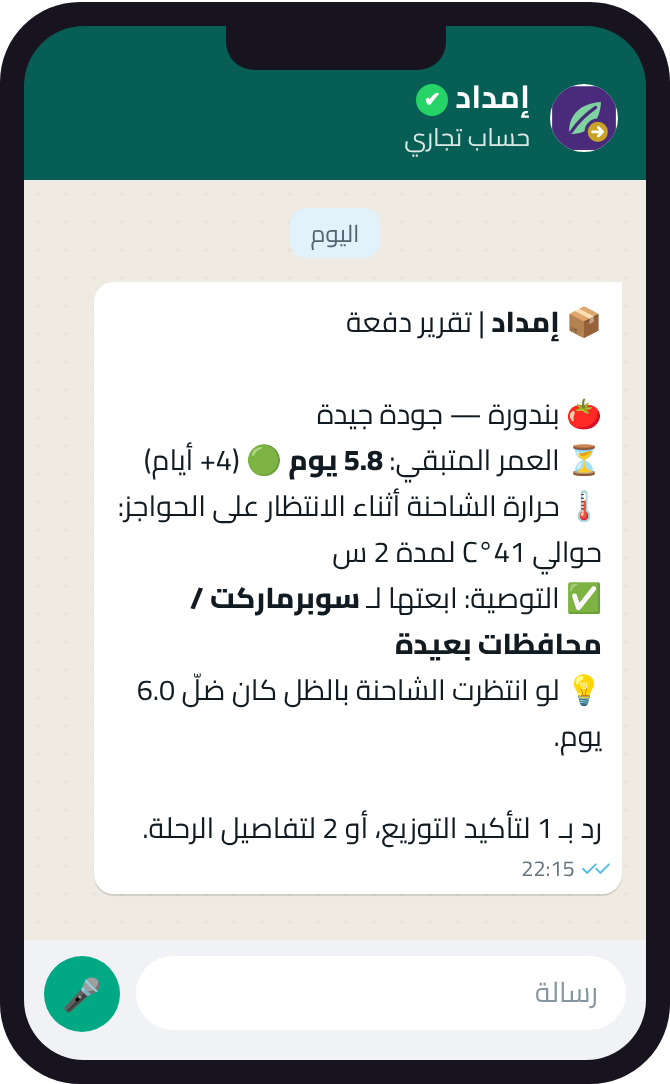 إمداد ✔
حساب تجاري
اليوم
📦 إمداد | تقرير دفعة
🍅 بندورة — جودة جيدة
⏳ العمر المتبقي: 5.8 يوم 🟢 (4+ أيام)
🌡️ حرارة الشاحنة أثناء الانتظار على الحواجز:
حوالي 41°C لمدة 2 س
✅ التوصية: ابعتها لـ سوبرماركت /
محافظات بعيدة
💡 لو انتظرت الشاحنة بالظل كان ضلّ 6.0
يوم.
رد بـ 1 لتأكيد التوزيع، أو 2 لتفاصيل الرحلة.
22:15
رسالة